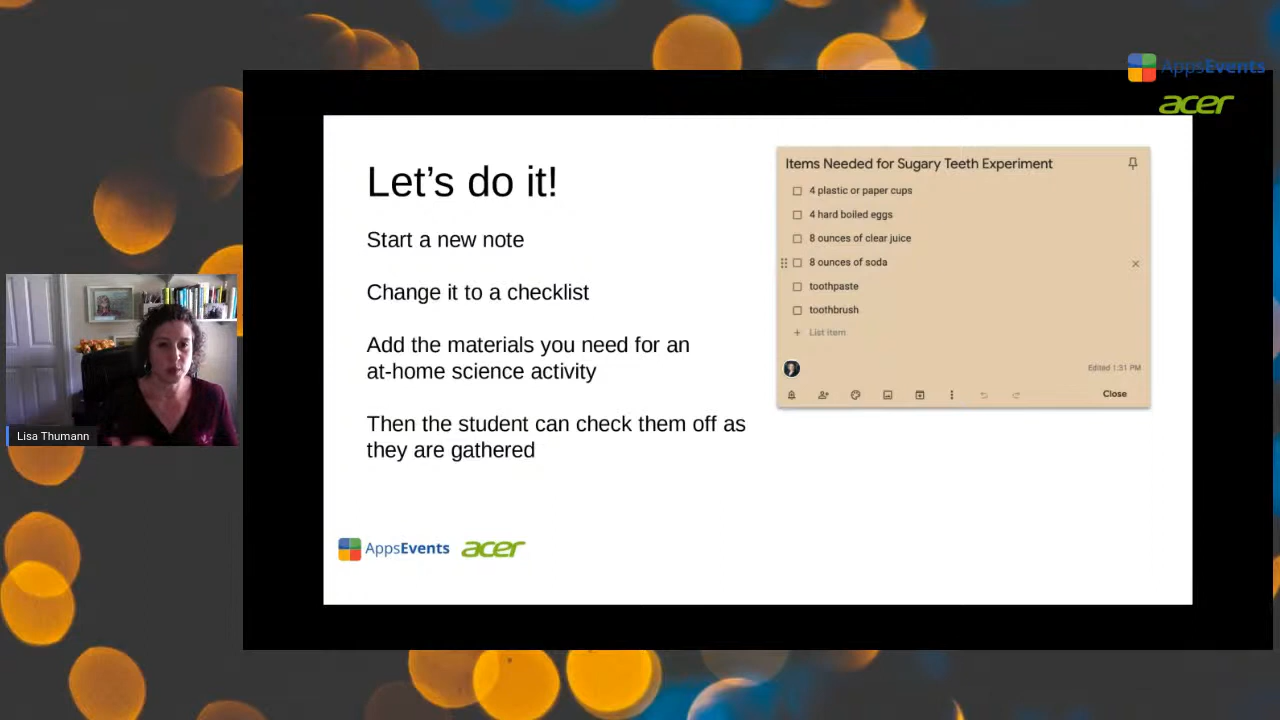 AppsEvents
acer
Let's do it!
Start a new note
Change it to a checklist
Add the materials you need for an
at-home science activity
Then the student can check them off as
they are gathered
Items Needed for Sugary Teeth Experiment
4 plastic or paper cups
4 hard boiled eggs
8 ounces of clear juice
8 ounces of soda
toothpaste
toothbrush
+ List item
Edited 1:31 PM
Close
Lisa Thumann
AppsEvents acer